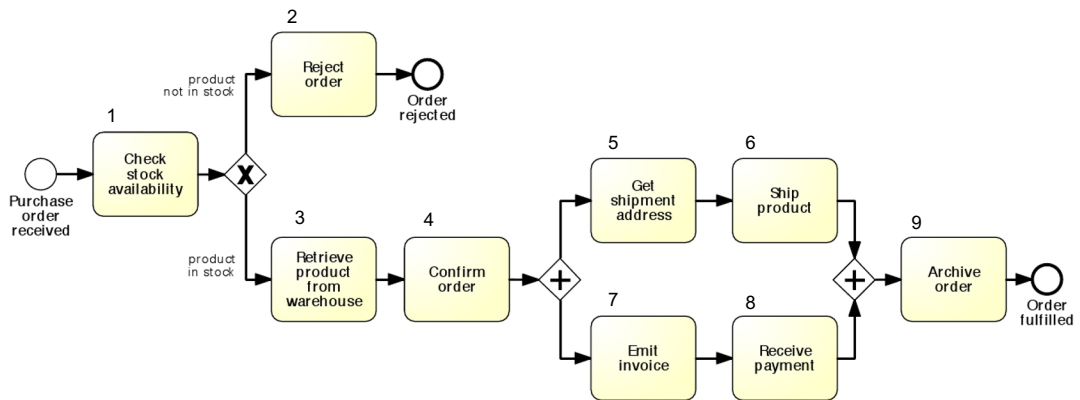 2
Reject
order
product
not in stock
Order
rejected
1
Check
stock
availability
X
Purchase
order
received
3
Retrieve
product
from
warehouse
product
in stock
4
Confirm
order
+
5
Get
shipment
address
6
Ship
product
7
Emit
invoice
8
Receive
payment
+
9
Archive
order
Order
fulfilled